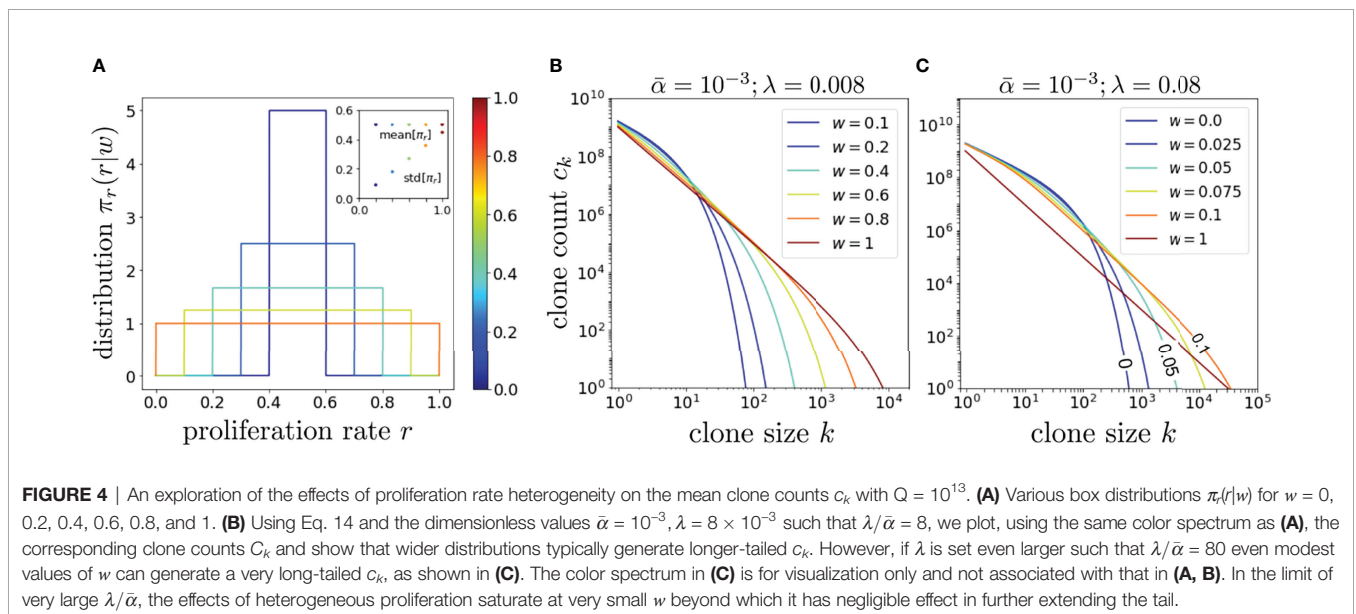 A
distribution πr(r|w)
5
4
3
2
1
0
0.0 0.2 0.4 0.6 0.8 1.0
proliferation rate r
0.6
0.4
0.2
0.0
0.0 0.5 1.0
mean[πr]
std[πr]
1.0
0.8
0.6
0.4
0.2
0.0
B
ᾱ = 10⁻³; λ = 0.008
clone count ck
10¹⁰
10⁸
10⁶
10⁴
10²
10⁰
10⁰ 10¹ 10² 10³ 10⁴
clone size k
w = 0.1
w = 0.2
w = 0.4
w = 0.6
w = 0.8
w = 1
C
ᾱ = 10⁻³; λ = 0.08
10¹⁰
10⁸
10⁶
10⁴
10²
10⁰
10⁰ 10¹ 10² 10³ 10⁴ 10⁵
clone size k
w = 0.0
w = 0.025
w = 0.05
w = 0.075
w = 0.1
w = 1
0
0.05
0.1
FIGURE 4 | An exploration of the effects of proliferation rate heterogeneity on the mean clone counts ck with Q = 10¹³. (A) Various box distributions πr(r|w) for w = 0,
0.2, 0.4, 0.6, 0.8, and 1. (B) Using Eq. 14 and the dimensionless values ᾱ = 10⁻³, λ = 8 × 10⁻³ such that λ/ᾱ = 8, we plot, using the same color spectrum as (A), the
corresponding clone counts Ck and show that wider distributions typically generate longer-tailed ck. However, if λ is set even larger such that λ/ᾱ = 80 even modest
values of w can generate a very long-tailed ck, as shown in (C). The color spectrum in (C) is for visualization only and not associated with that in (A, B). In the limit of
very large λ/ᾱ, the effects of heterogeneous proliferation saturate at very small w beyond which it has negligible effect in further extending the tail.